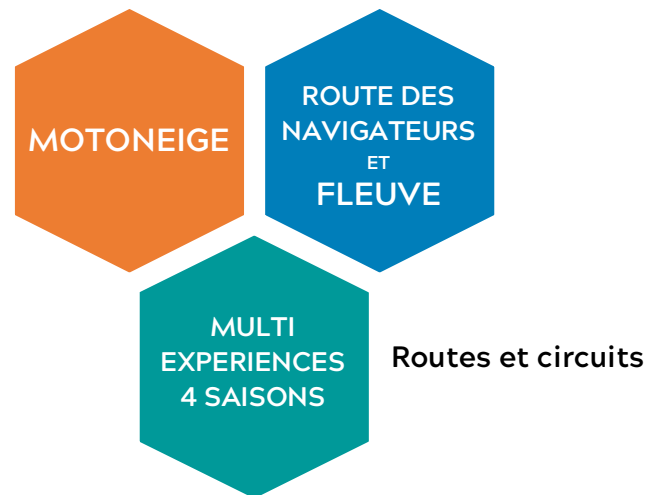 MOTONEIGE
ROUTE DES
NAVIGATEURS
ET
FLEUVE
MULTI
EXPERIENCES
4 SAISONS
Routes et circuits